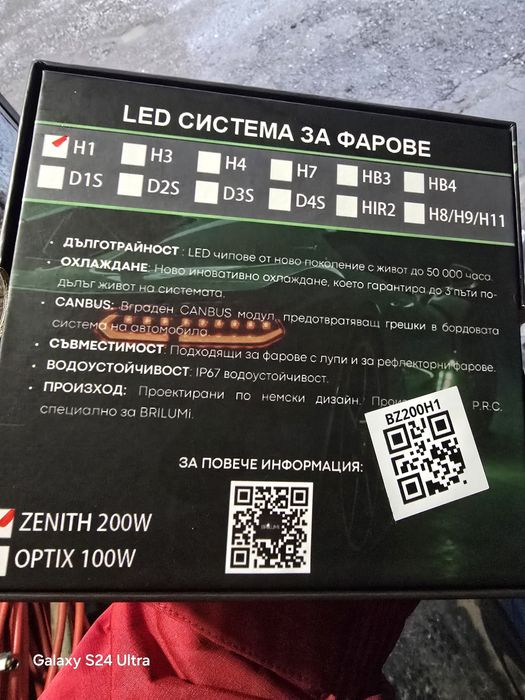 LED СИСТЕМА ЗА ФАРОВЕ
H1 H3 H4 H7 HB3 HB4
D1S D2S D3S D4S HIR2 H8/H9/H11
• ДЪЛГОТРАЙНОСТ : LED чипове от ново поколение с живот до 50 000 часа.
• ОХЛАЖДАНЕ: Ново иновативно охлаждане, което гарантира до 3 пъти по-
дълъг живот на системата.
• CANBUS: Вграден CANBUS модул, предотвратяващ грешки в бордовата
система на автомобила.
• СЪВМЕСТИМОСТ: Подходящи за фарове с лупи и за рефлекторни фарове.
• ВОДОУСТОЙЧИВОСТ: IP67 водоустойчивост.
• ПРОИЗХОД: Проектирани по немски дизайн. P.R.C.
специално за BRILUMI.
BZ200H1
ЗА ПОВЕЧЕ ИНФОРМАЦИЯ:
BRILUMI
ZENITH 200W
OPTIX 100W
Galaxy S24 Ultra